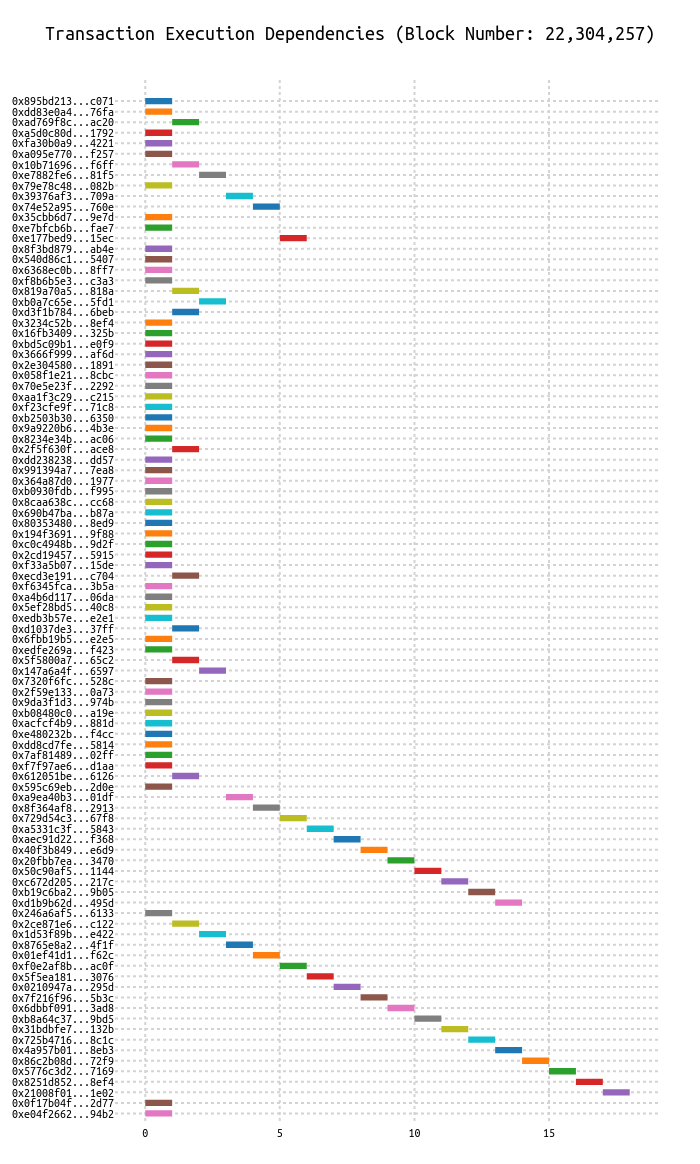 Transaction Execution Dependencies (Block Number: 22,304,257)
0x895bd213...c071
0xdd83e0a4...76fa
0xad769f8c...ac20
0xa5d0c80d...1792
0xfa30b0a9...4221
0xa095e770...f257
0x10b71696...f6ff
0xe7882fe6...81f5
0x79e78c48...082b
0x39376af3...709a
0x74e52a95...760e
0x35cbb6d7...9e7d
0xe7bfcb6b...fae7
0xe177bed9...15ec
0x8f3bd879...ab4e
0x540d86c1...5407
0x6368ec0b...8ff7
0xf8b6b5e3...c3a3
0x819a70a5...818a
0xb0a7c65e...5fd1
0xd3f1b784...6beb
0x3234c52b...8ef4
0x16fb3409...325b
0xbd5c09b1...e0f9
0x3666f999...af6d
0x2e304580...1891
0x058f1e21...8cbc
0x70e5e23f...2292
0xaa1f3c29...c215
0xf23cfe9f...71c8
0xb2503b30...6350
0x9a9220b6...4b3e
0x8234e34b...ac06
0x2f5f630f...ace8
0xdd238238...dd57
0x991394a7...7ea8
0x364a87d0...1977
0xb0930fdb...f995
0x8caa638c...cc68
0x690b47ba...b87a
0x80353480...8ed9
0x194f3691...9f88
0xc0c4948b...9d2f
0x2cd19457...5915
0xf33a5b07...15de
0xecd3e191...c704
0xf6345fca...3b5a
0xa4b6d117...06da
0x5ef28bd5...40c8
0xedb3b57e...e2e1
0xd1037de3...37ff
0x6fbb19b5...e2e5
0xedfe269a...f423
0x5f5800a7...65c2
0x147a6a4f...6597
0x7320f6fc...528c
0x2f59e133...0a73
0x9da3f1d3...974b
0xb08480c0...a19e
0xacfcf4b9...881d
0xe480232b...f4cc
0xdd8cd7fe...5814
0x7af81489...02ff
0xf7f97ae6...d1aa
0x612051be...6126
0x595c69eb...2d0e
0xa9ea40b3...01df
0x8f364af8...2913
0x729d54c3...67f8
0xa5331c3f...5843
0xaec91d22...f368
0x40f3b849...e6d9
0x20fbb7ea...3470
0x50c90af5...1144
0xc672d205...217c
0xb19c6ba2...9b05
0xd1b9b62d...495d
0x246a6af5...6133
0x2ce871e6...c122
0x1d53f89b...e422
0x8765e8a2...4f1f
0x01ef41d1...f62c
0xf0e2af8b...ac0f
0x5f5ea181...3076
0x0210947a...295d
0x7f216f96...5b3c
0x6dbbf091...3ad8
0xb8a64c37...9bd5
0x31bdbfe7...132b
0x725b4716...8c1c
0x4a957b01...8eb3
0x86c2b08d...72f9
0x5776c3d2...7169
0x8251d852...8ef4
0x21008f01...1e02
0x0f17b04f...2d77
0xe04f2662...94b2
0 5 10 15